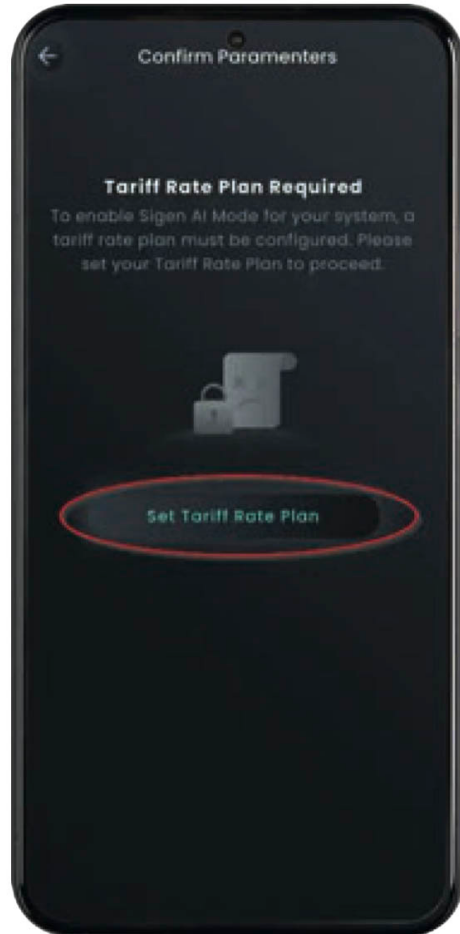 Confirm Paramenters
Tariff Rate Plan Required
To enable Sigen AI Mode for your system, a
tariff rate plan must be configured. Please
set your Tariff Rate Plan to proceed.
Set Tariff Rate Plan